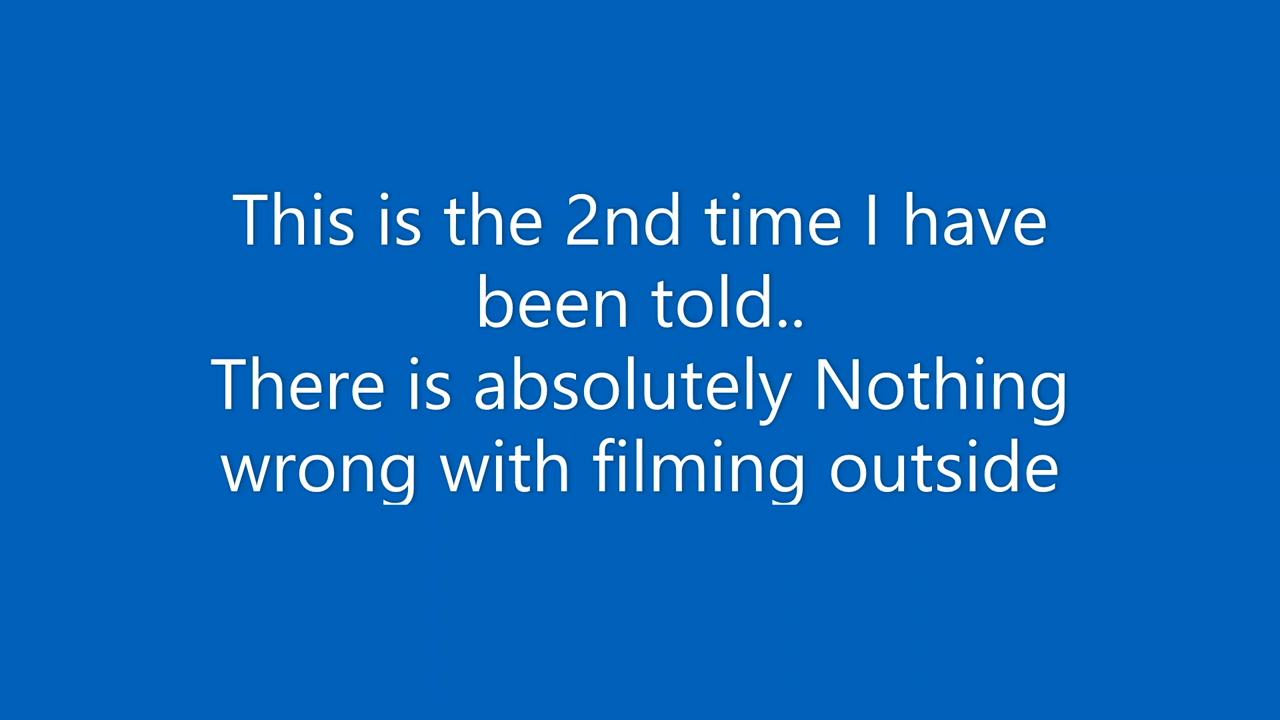 This is the 2nd time I have
been told..
There is absolutely Nothing
wrong with filming outside